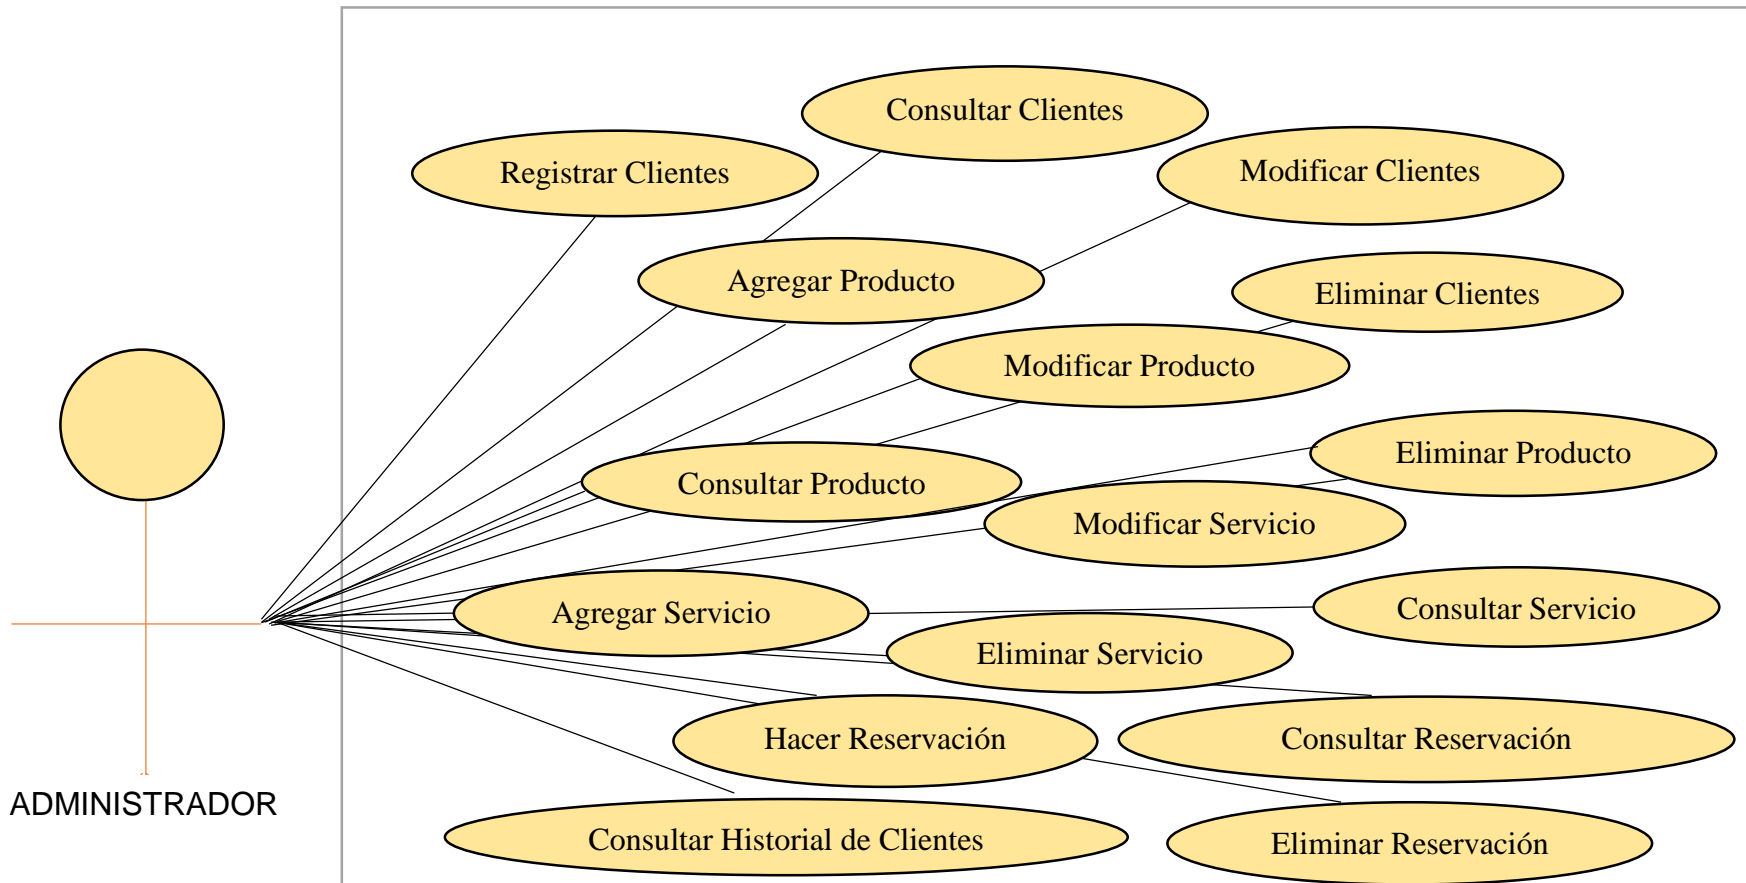 Consultar Clientes
Registrar Clientes
Modificar Clientes
Agregar Producto
Eliminar Clientes
Modificar Producto
Eliminar Producto
Consultar Producto
Modificar Servicio
Agregar Servicio
Consultar Servicio
Eliminar Servicio
Hacer Reservación
Consultar Reservación
ADMINISTRADOR
Consultar Historial de Clientes
Eliminar Reservación